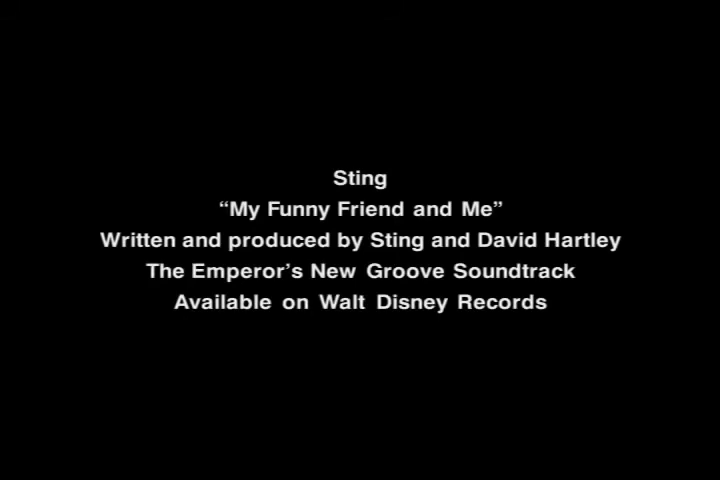 Sting
“My Funny Friend and Me”
Written and produced by Sting and David Hartley
The Emperor’s New Groove Soundtrack
Available on Walt Disney Records